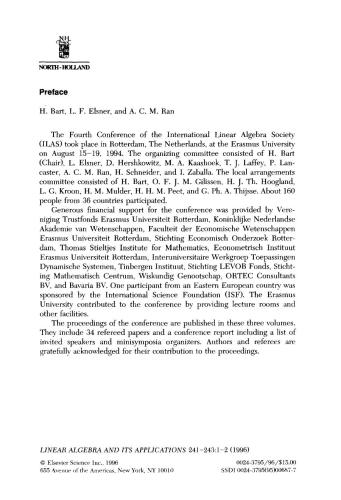 NH
NORTH-HOLLAND
Preface
H. Bart, L. F. Elsner, and A. C. M. Ran
The Fourth Conference of the International Linear Algebra Society
(ILAS) took place in Rotterdam, The Netherlands, at the Erasmus University
on August 15–19, 1994. The organizing committee consisted of H. Bart
(Chair), L. Elsner, D. Hershkowitz, M. A. Kaashoek, T. J. Laffey, P. Lan-
caster, A. C. M. Ran, H. Schneider, and I. Zaballa. The local arrangements
committee consisted of H. Bart, O. F. J. M. Gilissen, H. J. Th. Hoogland,
L. G. Kroon, H. M. Mulder, H. H. M. Peet, and G. Ph. A. Thijsse. About 160
people from 36 countries participated.
Generous financial support for the conference was provided by Vere-
niging Trustfonds Erasmus Universiteit Rotterdam, Koninklijke Nederlandse
Akademie van Wetenschappen, Faculteit der Economische Wetenschappen
Erasmus Universiteit Rotterdam, Stichting Economisch Onderzoek Rotter-
dam, Thomas Stieltjes Institute for Mathematics, Econometrisch Instituut
Erasmus Universiteit Rotterdam, Interuniversitaire Werkgroep Toepassingen
Dynamische Systemen, Tinbergen Instituut, Stichting LEVOB Fonds, Sticht-
ing Mathematisch Centrum, Wiskundig Genootschap, ORTEC Consultants
BV, and Bavaria BV. One participant from an Eastern European country was
sponsored by the International Science Foundation (ISF). The Erasmus
University contributed to the conference by providing lecture rooms and
other facilities.
The proceedings of the conference are published in these three volumes.
They include 34 refereed papers and a conference report including a list of
invited speakers and minisymposia organizers. Authors and referees are
gratefully acknowledged for their contribution to the proceedings.
LINEAR ALGEBRA AND ITS APPLICATIONS 241–243:1–2 (1996)
© Elsevier Science Inc., 1996 0024-3795/96/$15.00
655 Avenue of the Americas, New York, NY 10010 SSDI 0024-3795(95)00687-7